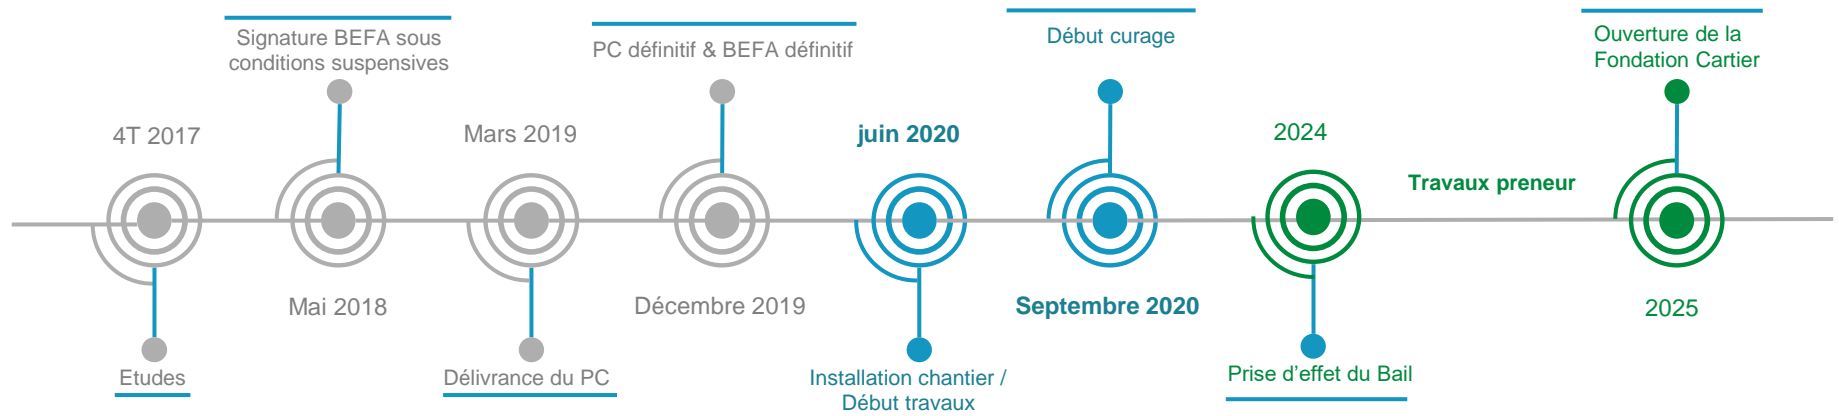 4T 2017
Etudes
Signature BEFA sous
conditions suspensives
Mai 2018
Mars 2019
Délivrance du PC
PC définitif & BEFA définitif
Décembre 2019
juin 2020
Installation chantier /
Début travaux
Début curage
Septembre 2020
2024
Prise d’effet du Bail
Travaux preneur
Ouverture de la
Fondation Cartier
2025